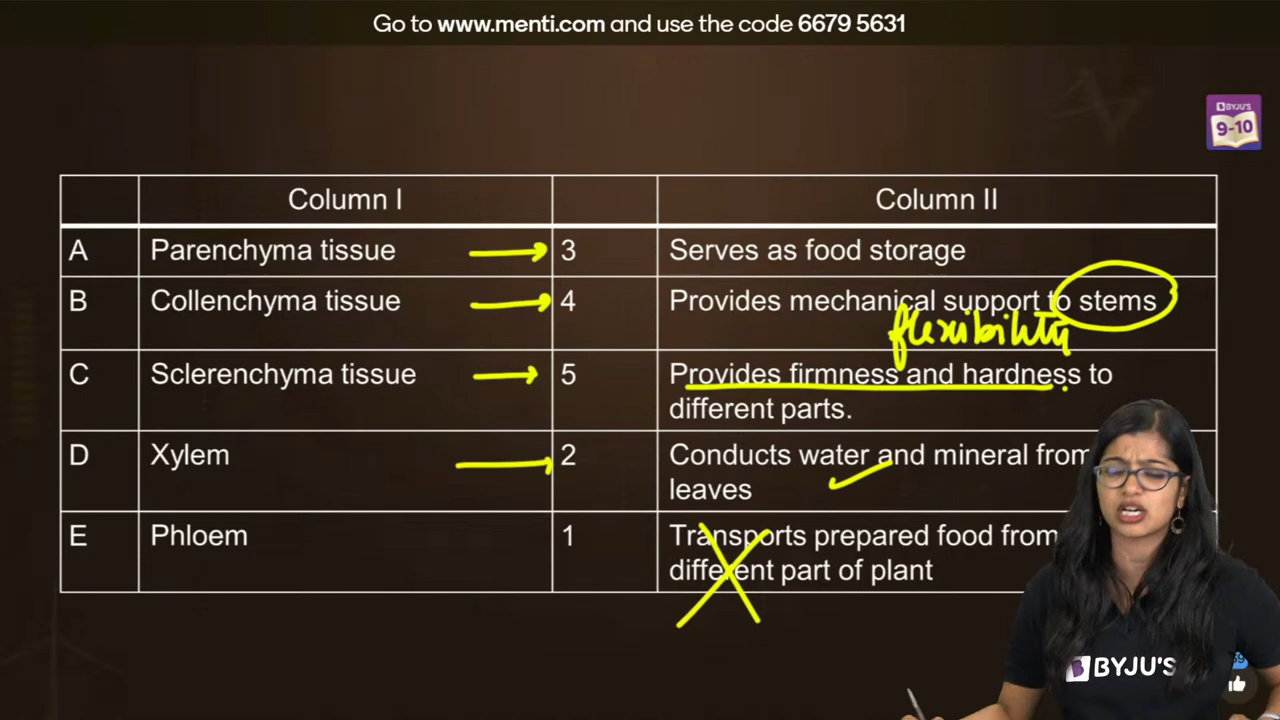 Go to www.menti.com and use the code 6679 5631
BYJU'S
9-10
Column I Column II
A Parenchyma tissue 3 Serves as food storage
B Collenchyma tissue 4 Provides mechanical support to stems
flexibility
C Sclerenchyma tissue 5 Provides firmness and hardness to
different parts.
D Xylem 2 Conducts water and mineral from
leaves
E Phloem 1 Transports prepared food from
different part of plant
BYJU'S